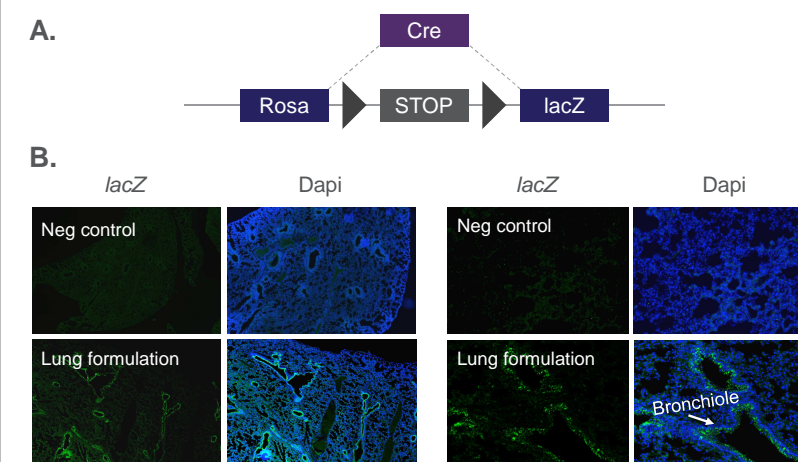 A.
Cre
Rosa
STOP
lacZ
B.
lacZ
Dapi
lacZ
Dapi
Neg control
Neg control
Lung formulation
Lung formulation
Bronchiole